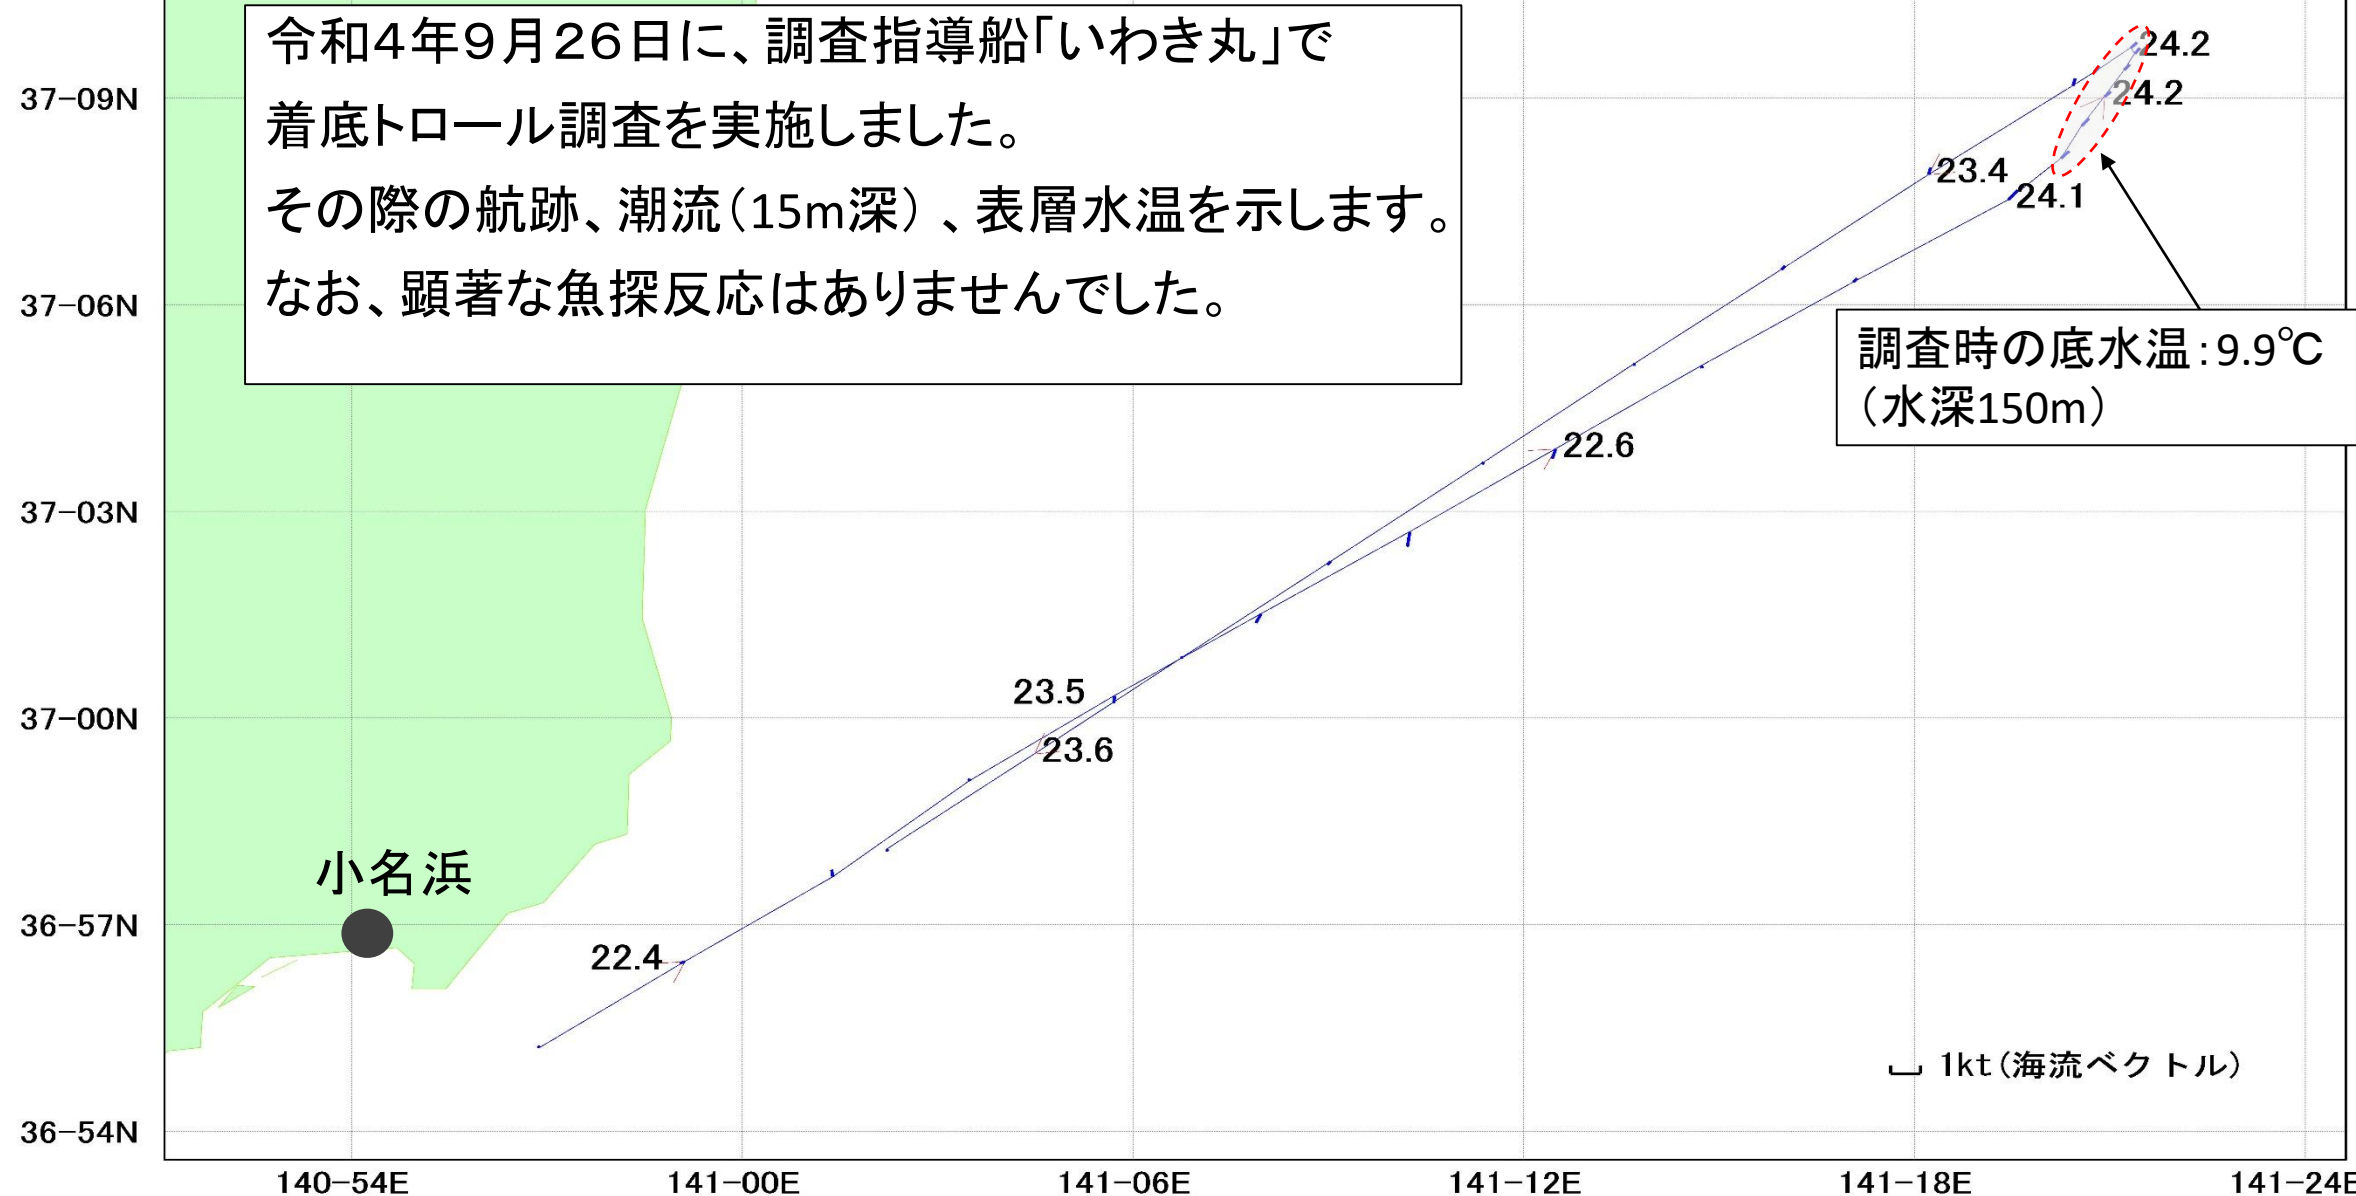 令和4年9月26日に、調査指導船「いわき丸」で
着底トロール調査を実施しました。
その際の航跡、潮流(15m深)、表層水温を示します。
なお、顕著な魚探反応はありませんでした。
24.2
37-09N
24.2
23.4
24.1
37-06N
調査時の底水温:9.9℃
(水深150m)
22.6
37-03N
23.5
37-00N
23.6
小名浜
36-57N
22.4
1kt(海流ベクトル)
36-54N
140-54E
141-00E
141-06E
141-12E
141-18E
141-24E